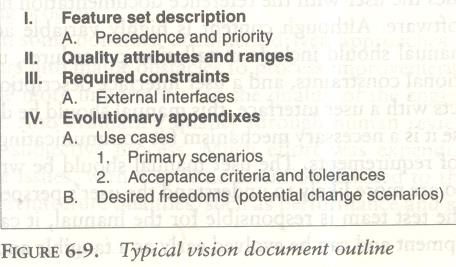 I. Feature set description
A. Precedence and priority
II. Quality attributes and ranges
III. Required constraints
A. External interfaces
IV. Evolutionary appendixes
A. Use cases
1. Primary scenarios
2. Acceptance criteria and tolerances
B. Desired freedoms (potential change scenarios)
FIGURE 6-9. Typical vision document outline